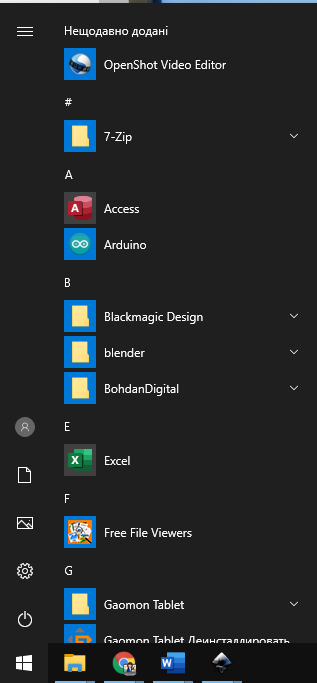 Нещодавно додані
OpenShot Video Editor
#
7-Zip
A
Access
Arduino
B
Blackmagic Design
blender
BohdanDigital
E
Excel
F
Free File Viewers
G
Gaomon Tablet
Gaomon Tablet Деинсталлировать